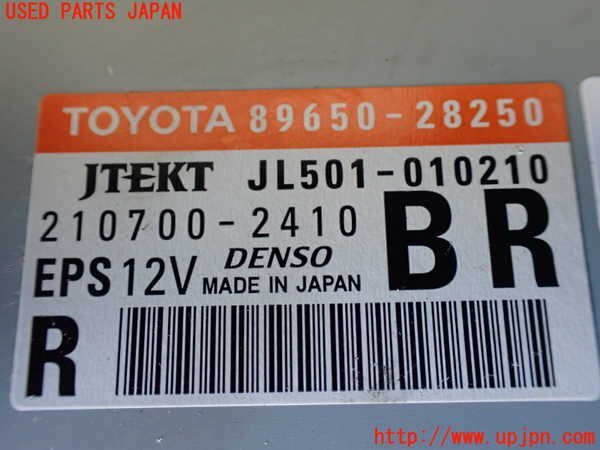 USED PARTS JAPAN
TOYOTA 89650-28250
JTEKT JL501-010210
210700-2410
EPS 12V DENSO MADE IN JAPAN
BR
R
http://www.upjpn.com/